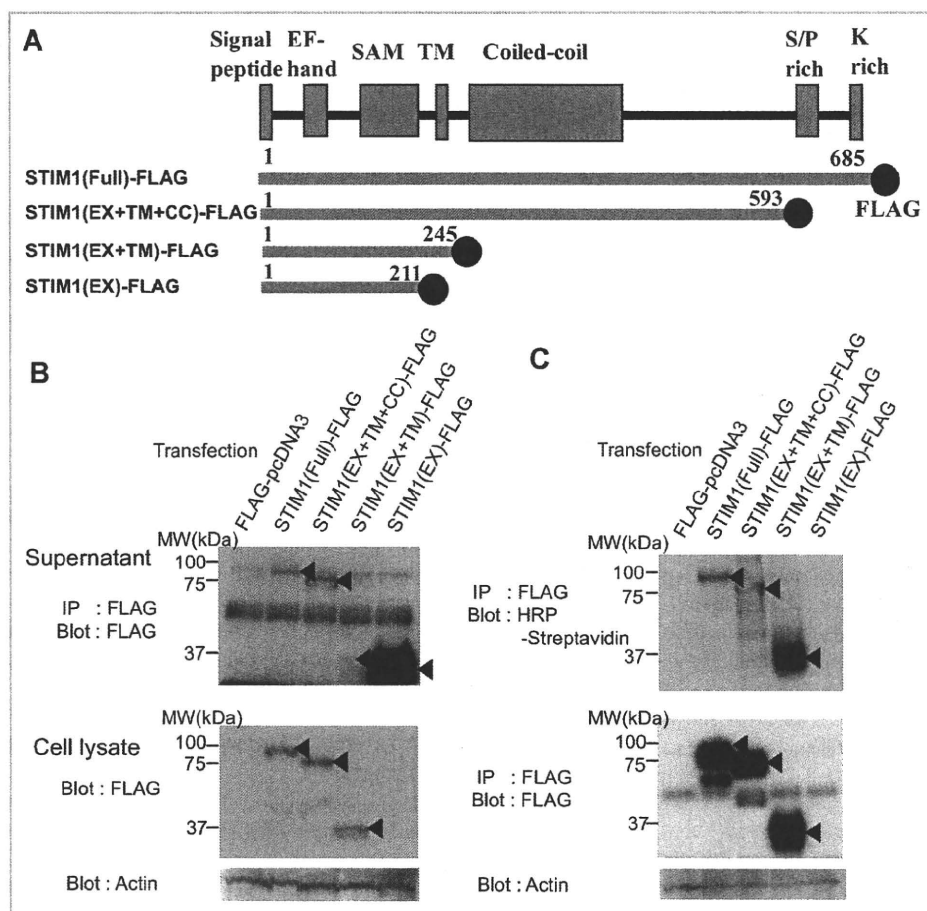 A
Signal peptide
EF-hand
SAM
TM
Coiled-coil
S/P rich
K rich
1
685
STIM1(Full)-FLAG
1
593
FLAG
STIM1(EX+TM+CC)-FLAG
1
245
STIM1(EX+TM)-FLAG
1
211
STIM1(EX)-FLAG
B
Transfection
FLAG-pcDNA3
STIM1(Full)-FLAG
STIM1(EX+TM+CC)-FLAG
STIM1(EX+TM)-FLAG
STIM1(EX)-FLAG
MW(kDa)
Supernatant
100
75
IP : FLAG
Blot : FLAG
37
MW(kDa)
Cell lysate
100
75
Blot : FLAG
37
Blot : Actin
C
Transfection
FLAG-pcDNA3
STIM1(Full)-FLAG
STIM1(EX+TM+CC)-FLAG
STIM1(EX+TM)-FLAG
STIM1(EX)-FLAG
MW(kDa)
100
75
IP : FLAG
Blot : HRP
-Streptavidin
37
MW(kDa)
100
75
IP : FLAG
Blot : FLAG
37
Blot : Actin